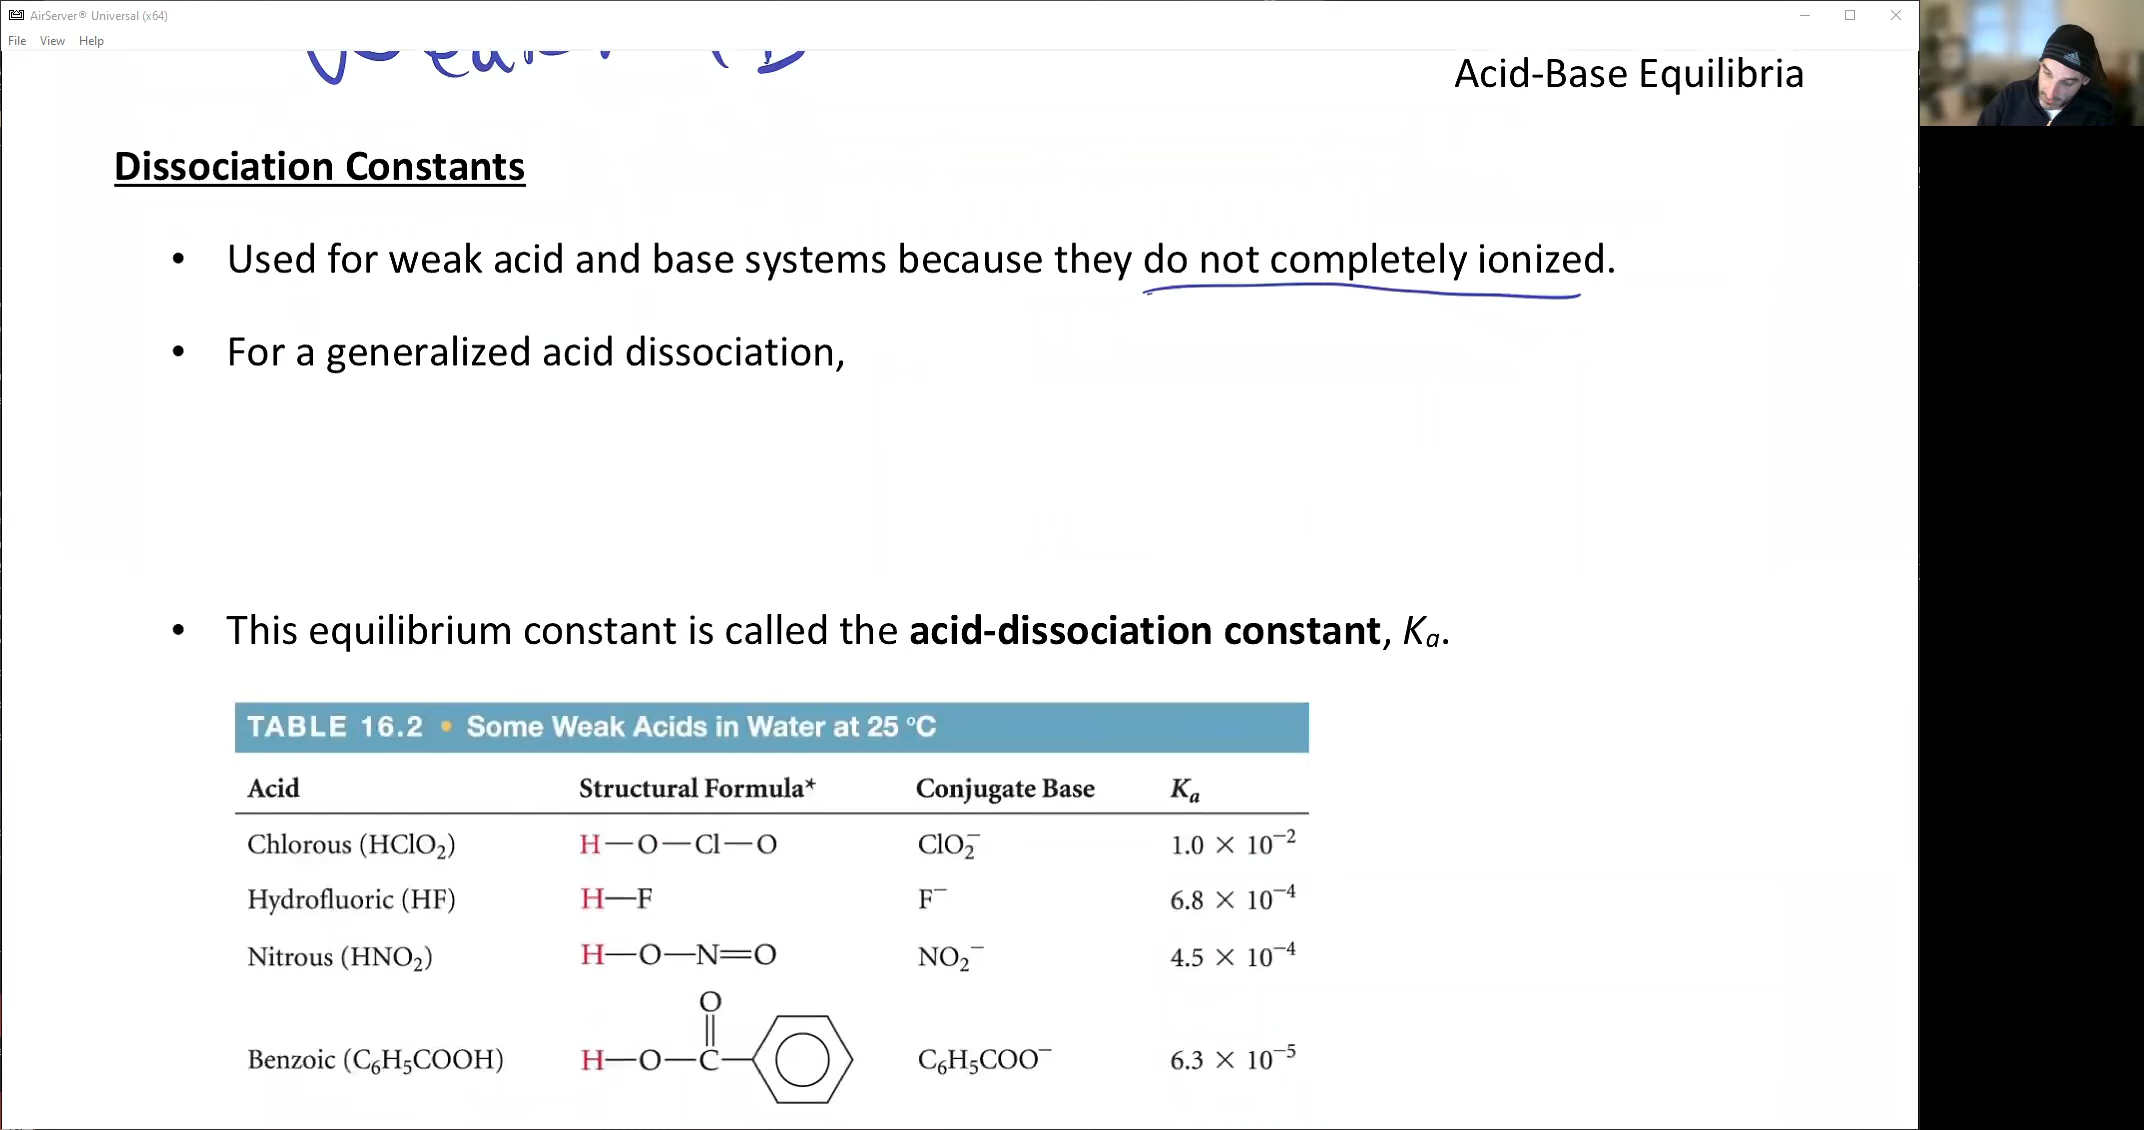 AirServer® Universal (x64)
File View Help
Acid-Base Equilibria
Dissociation Constants
• Used for weak acid and base systems because they do not completely ionized.
• For a generalized acid dissociation,
• This equilibrium constant is called the acid-dissociation constant, Kₐ.
TABLE 16.2 • Some Weak Acids in Water at 25 °C
Acid Structural Formula* Conjugate Base Kₐ
Chlorous (HClO₂) H—O—Cl—O ClO₂⁻ 1.0 × 10⁻²
Hydrofluoric (HF) H—F F⁻ 6.8 × 10⁻⁴
Nitrous (HNO₂) H—O—N=O NO₂⁻ 4.5 × 10⁻⁴
O
Benzoic (C₆H₅COOH) H—O—C C₆H₅COO⁻ 6.3 × 10⁻⁵